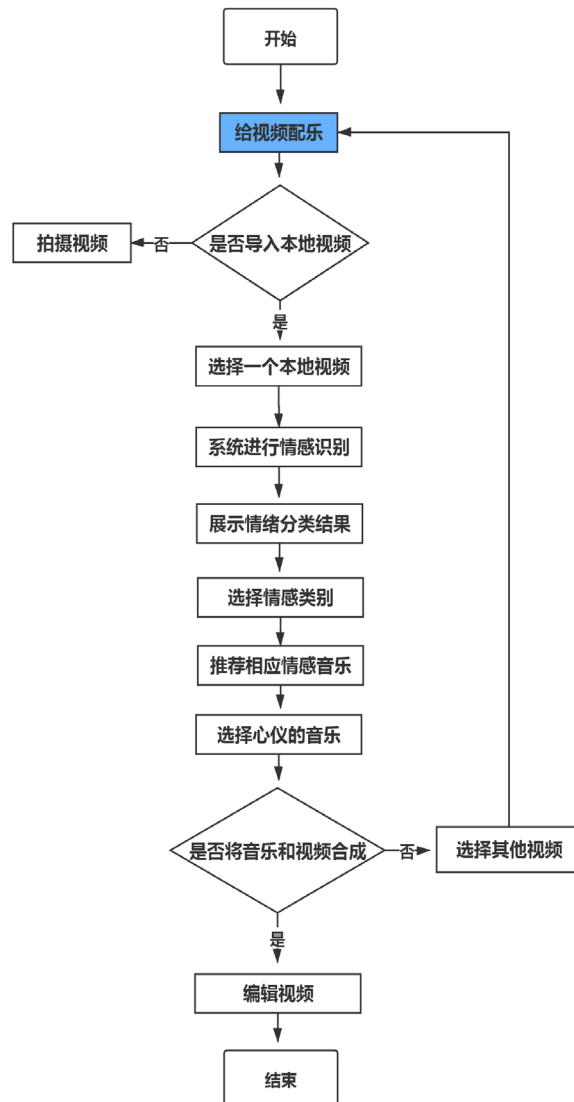 开始
给视频配乐
是否导入本地视频
否
拍摄视频
是
选择一个本地视频
系统进行情感识别
展示情绪分类结果
选择情感类别
推荐相应情感音乐
选择心仪的音乐
是否将音乐和视频合成
否
选择其他视频
是
编辑视频
结束